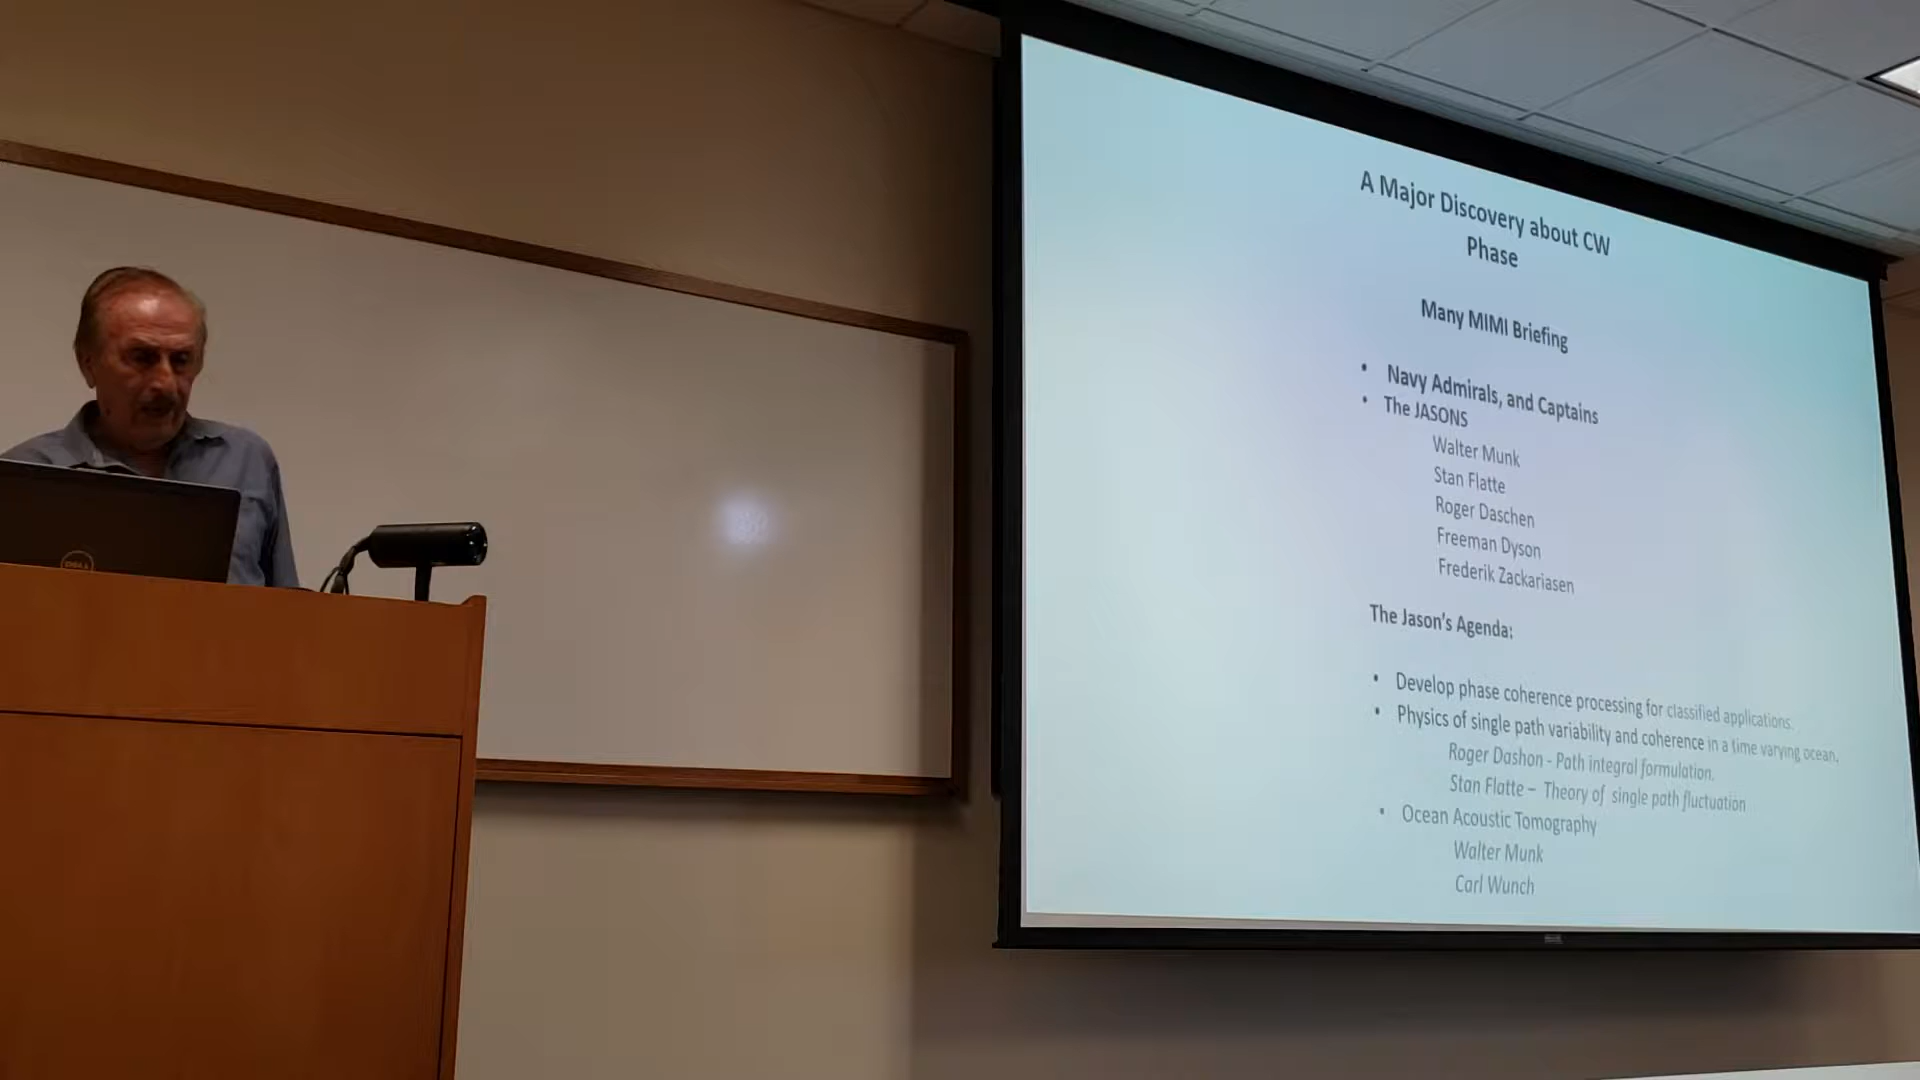 A Major Discovery about CW
Phase
Many MIMI Briefing
• Navy Admirals, and Captains
• The JASONS
Walter Munk
Stan Flatte
Roger Daschen
Freeman Dyson
Frederik Zackariasen
The Jason's Agenda:
• Develop phase coherence processing for classified applications.
• Physics of single path variability and coherence in a time varying ocean.
Roger Dashon - Path integral formulation.
Stan Flatte – Theory of single path fluctuation
• Ocean Acoustic Tomography
Walter Munk
Carl Wunch
DELL